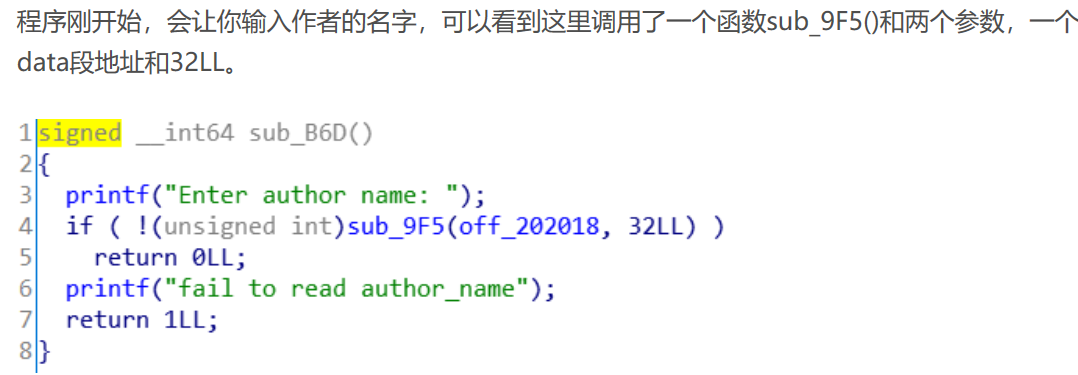 程序刚开始，会让你输入作者的名字，可以看到这里调用了一个函数sub_9F5()和两个参数，一个
data段地址和32LL。
1 signed __int64 sub_B6D()
2 {
3   printf("Enter author name: ");
4   if ( !(unsigned int)sub_9F5(off_202018, 32LL) )
5     return 0LL;
6   printf("fail to read author_name");
7   return 1LL;
8 }